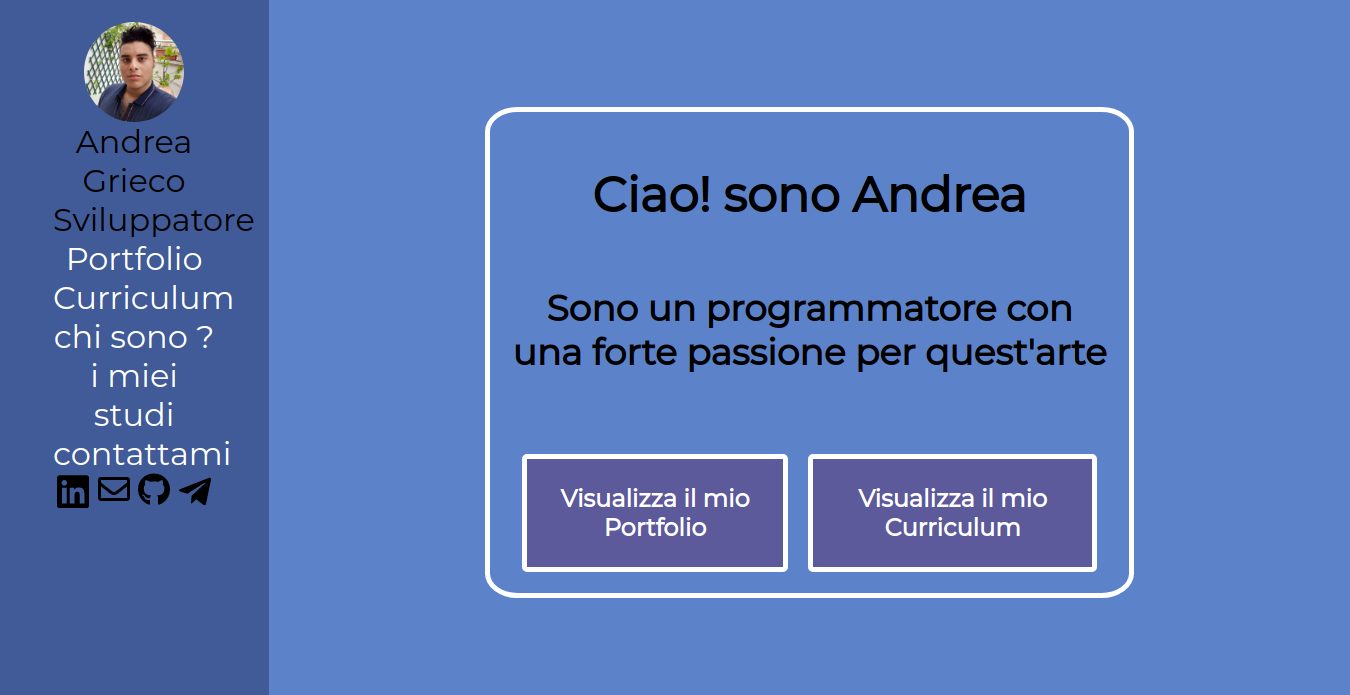 Andrea
Grieco
Sviluppatore
Portfolio
Curriculum
chi sono ?
i miei
studi
contattami
in
Ciao! sono Andrea
Sono un programmatore con
una forte passione per quest'arte
Visualizza il mio
Portfolio
Visualizza il mio
Curriculum